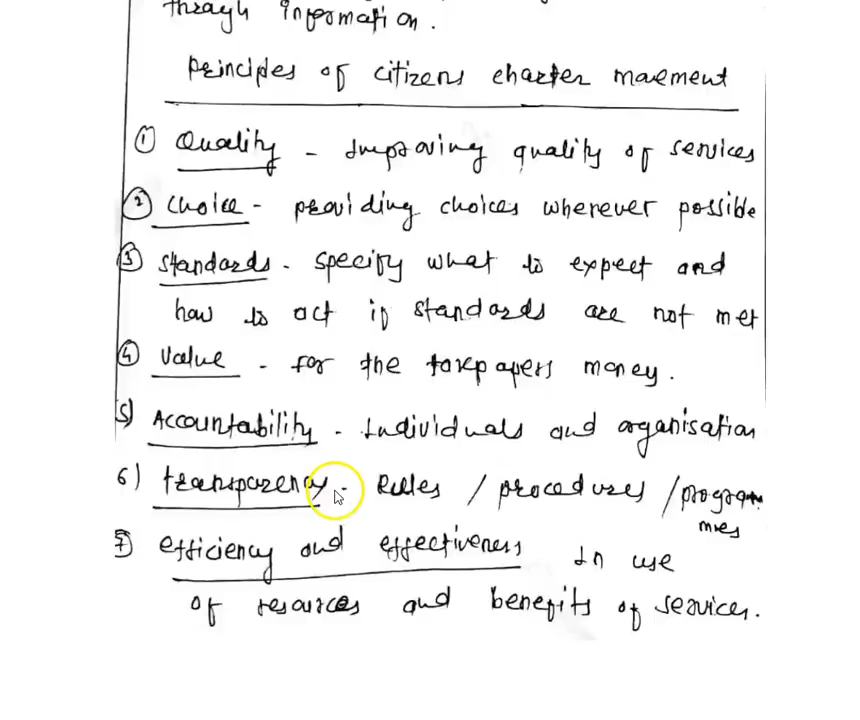 through information.
Principles of citizens charter movement
① Quality - Improving quality of services
② Choice - providing choices wherever possible
③ Standards - Specify what to expect and
how to act if standards are not met
④ Value - for the taxpayers money.
5) Accountability - Individuals and organisation
6) transparency - Rules / procedures / program
mes
7) efficiency and effectiveness In use
of resources and benefits of services.